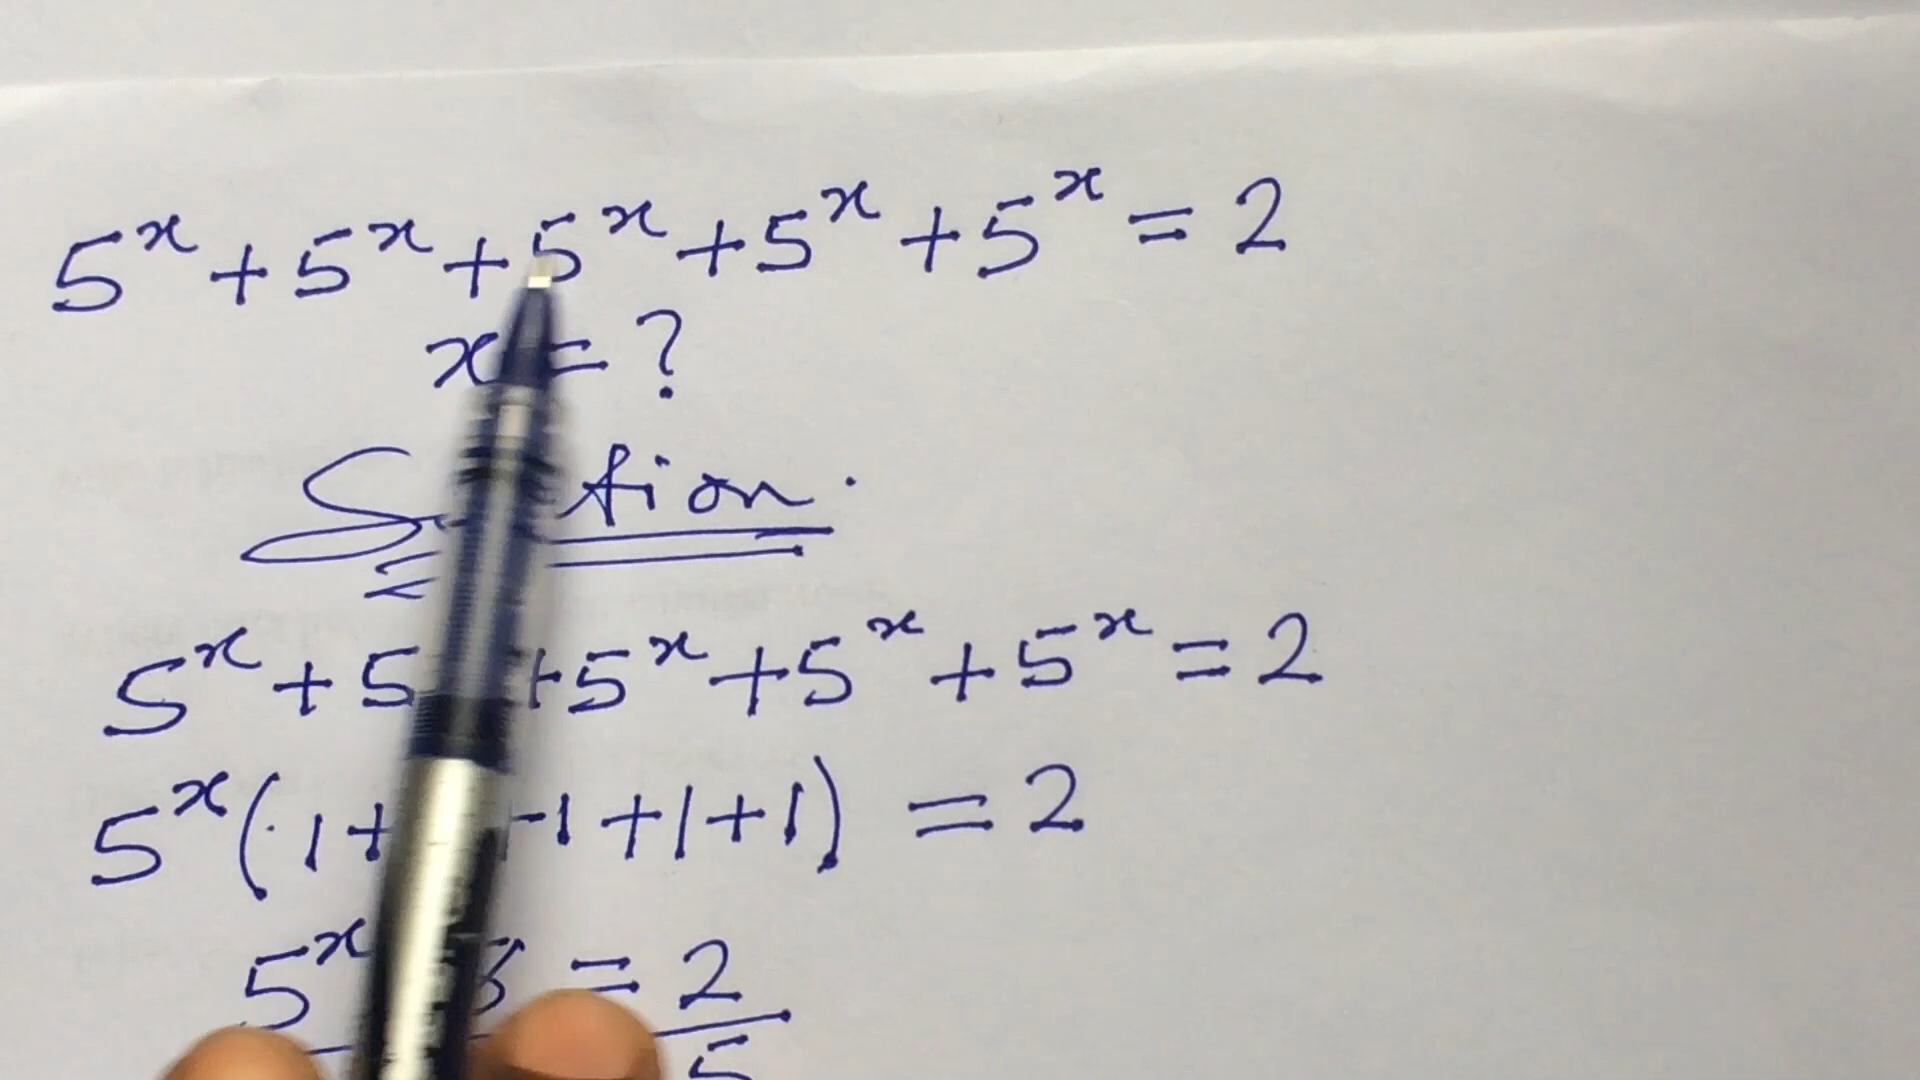 5^x + 5^x + 5^x + 5^x + 5^x = 2
x = ?
5^x + 5 + 5^x + 5^x + 5^x = 2
5^x (1 + 1 + 1 + 1) = 2
5^x = 2
5